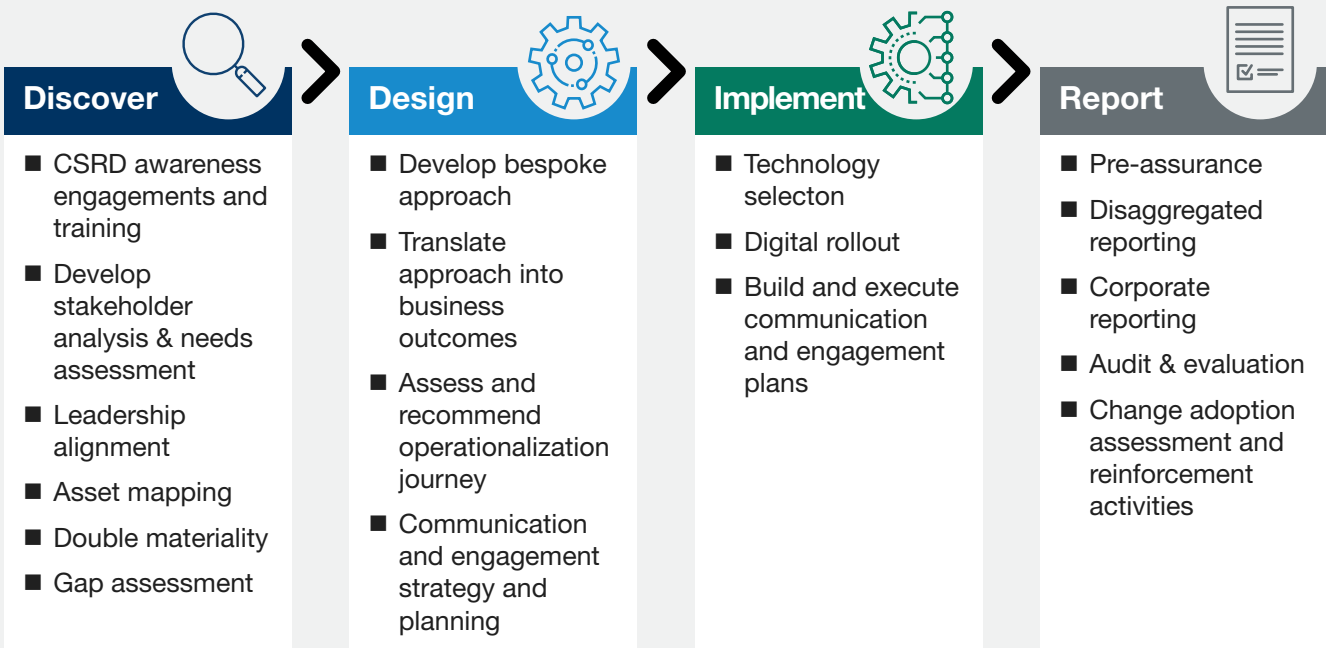 Discover
■ CSRD awareness
engagements and
training
■ Develop
stakeholder
analysis & needs
assessment
■ Leadership
alignment
■ Asset mapping
■ Double materiality
■ Gap assessment
Design
■ Develop bespoke
approach
■ Translate
approach into
business
outcomes
■ Assess and
recommend
operationalization
journey
■ Communication
and engagement
strategy and
planning
Implement
■ Technology
selecton
■ Digital rollout
■ Build and execute
communication
and engagement
plans
Report
■ Pre-assurance
■ Disaggregated
reporting
■ Corporate
reporting
■ Audit & evaluation
■ Change adoption
assessment and
reinforcement
activities